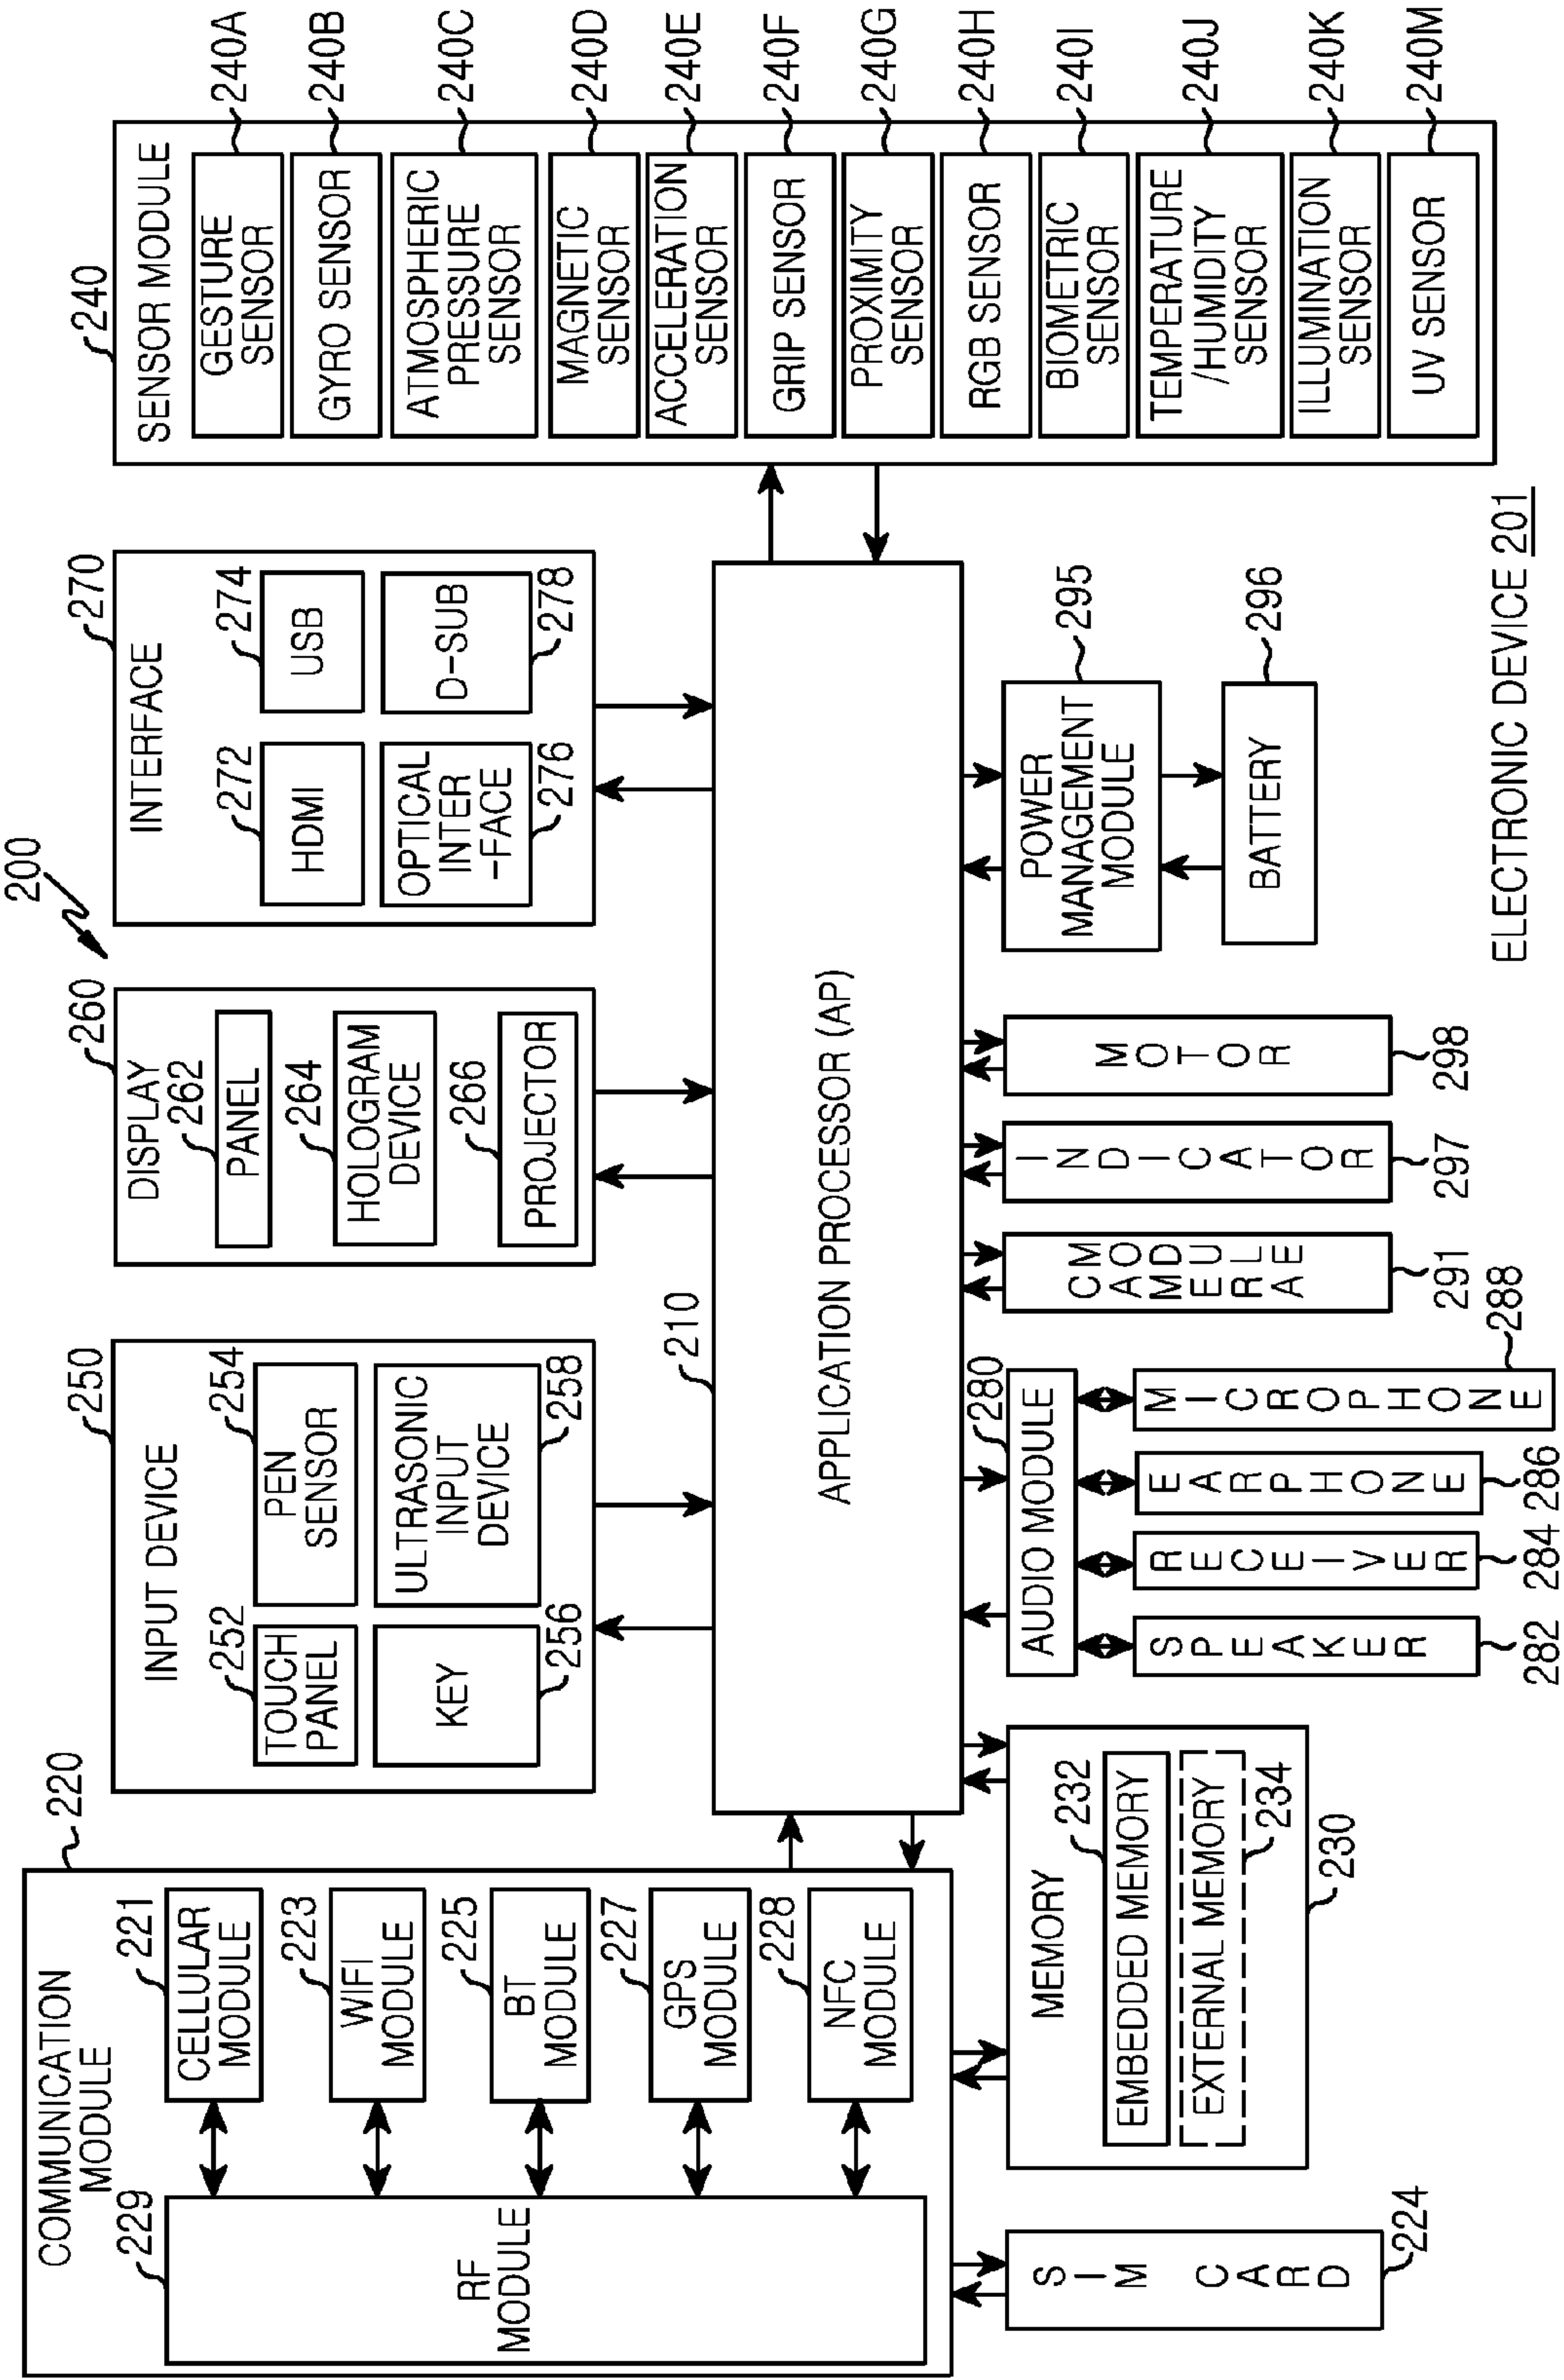 200
COMMUNICATION
MODULE
220
229
RF
MODULE
221
CELLULAR
MODULE
223
WIFI
MODULE
225
BT
MODULE
227
GPS
MODULE
228
NFC
MODULE
INPUT DEVICE
250
252
TOUCH
PANEL
254
PEN
SENSOR
KEY
256
ULTRASONIC
INPUT
DEVICE
258
DISPLAY
260
262
PANEL
264
HOLOGRAM
DEVICE
266
PROJECTOR
INTERFACE
270
272
HDMI
274
USB
OPTICAL
INTER
-FACE
276
D-SUB
278
240
SENSOR MODULE
GESTURE
SENSOR
240A
GYRO SENSOR
240B
ATMOSPHERIC
PRESSURE
SENSOR
240C
MAGNETIC
SENSOR
240D
ACCELERATION
SENSOR
240E
GRIP SENSOR
240F
PROXIMITY
SENSOR
240G
RGB SENSOR
240H
BIOMETRIC
SENSOR
240I
TEMPERATURE
/HUMIDITY
SENSOR
240J
ILLUMINATION
SENSOR
240K
UV SENSOR
240M
210
APPLICATION PROCESSOR (AP)
SIM CARD
224
MEMORY
232
EMBEDDED MEMORY
EXTERNAL MEMORY
234
230
AUDIO MODULE
280
SPEAKER
282
RECEIVER
284
EARPHONE
286
MICROPHONE
288
CAMERA
MODULE
291
INDICATOR
297
MOTOR
298
POWER
MANAGEMENT
MODULE
295
BATTERY
296
ELECTRONIC DEVICE 201